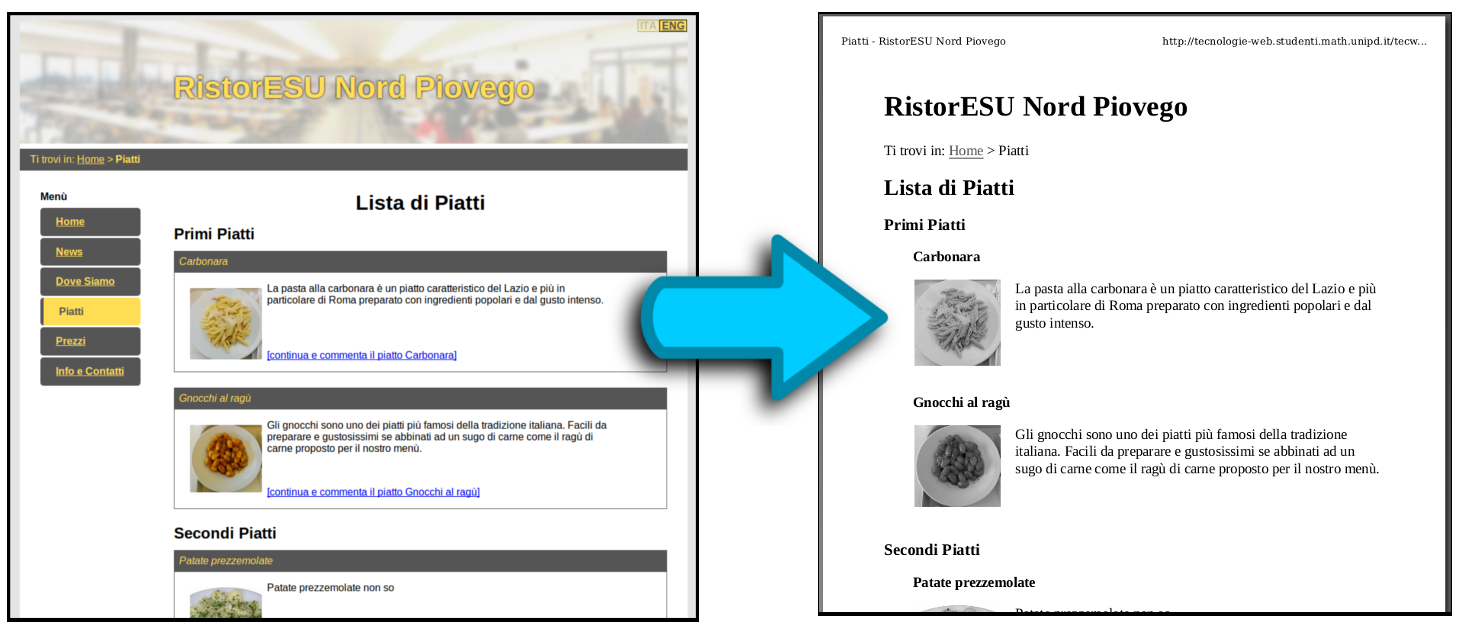 ITA ENG
RistorESU Nord Piovego
Ti trovi in: Home > Piatti
Menù
Home
News
Dove Siamo
Piatti
Prezzi
Info e Contatti
Lista di Piatti
Primi Piatti
Carbonara
La pasta alla carbonara è un piatto caratteristico del Lazio e più in
particolare di Roma preparato con ingredienti popolari e dal gusto intenso.
[continua e commenta il piatto Carbonara]
Gnocchi al ragù
Gli gnocchi sono uno dei piatti più famosi della tradizione italiana. Facili da
preparare e gustosissimi se abbinati ad un sugo di carne come il ragù di
carne proposto per il nostro menù.
[continua e commenta il piatto Gnocchi al ragù]
Secondi Piatti
Patate prezzemolate
Patate prezzemolate non so
Piatti - RistorESU Nord Piovego
http://tecnologie-web.studenti.math.unipd.it/tecw...
RistorESU Nord Piovego
Ti trovi in: Home > Piatti
Lista di Piatti
Primi Piatti
Carbonara
La pasta alla carbonara è un piatto caratteristico del Lazio e più
in particolare di Roma preparato con ingredienti popolari e dal
gusto intenso.
Gnocchi al ragù
Gli gnocchi sono uno dei piatti più famosi della tradizione
italiana. Facili da preparare e gustosissimi se abbinati ad un
sugo di carne come il ragù di carne proposto per il nostro menù.
Secondi Piatti
Patate prezzemolate
Patate prezzemolate non so